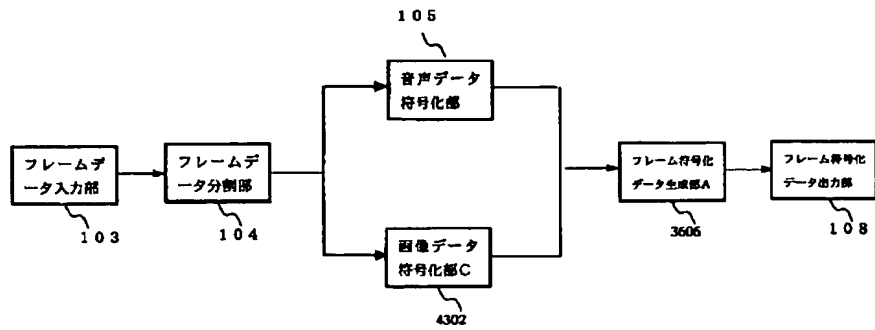 105
音声データ
符号化部
フレームデ
ータ入力部
103
フレームデ
ータ分割部
104
画像データ
符号化部C
4302
フレーム符号化
データ生成部A
3606
フレーム符号化
データ出力部
108